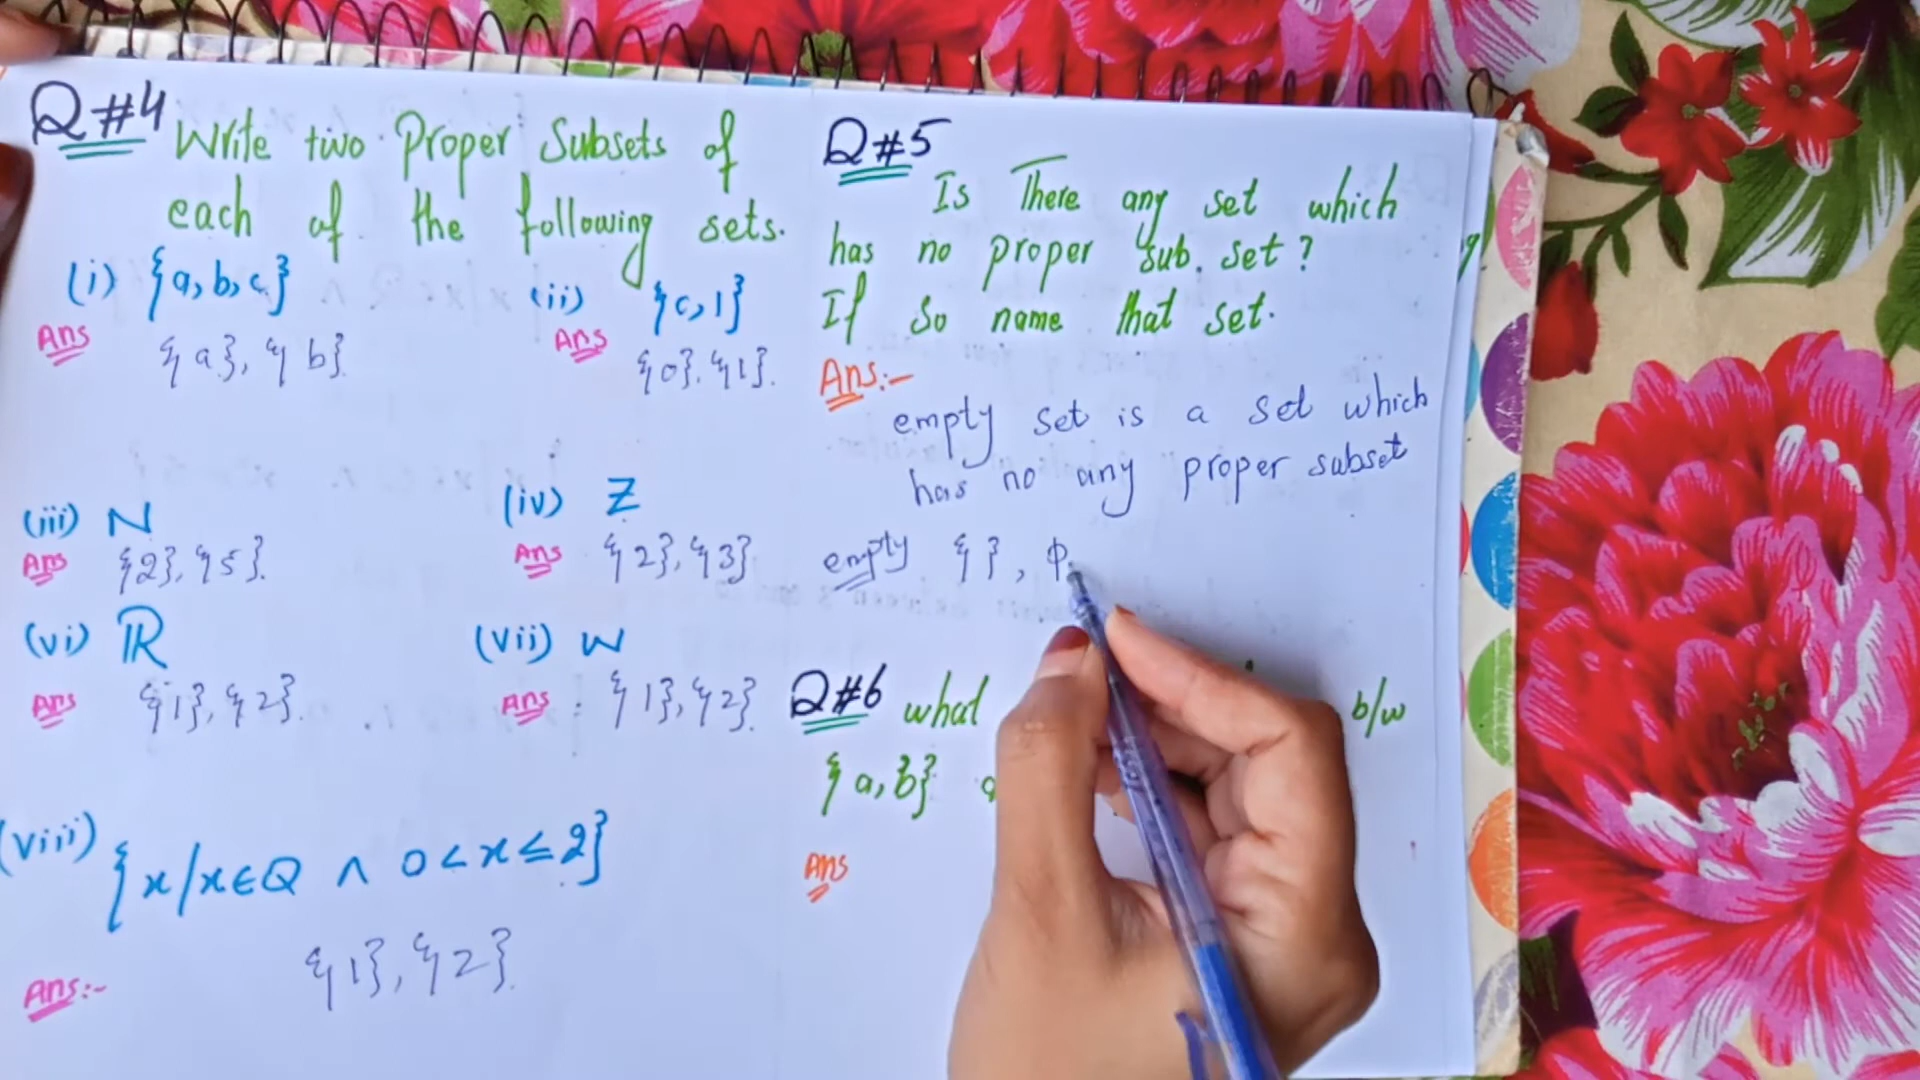 Q#4 Write two Proper Subsets of
each of the following sets.
(i) {a,b,c}
Ans {a}, {b}
(ii) {c,1}
Ans {0}. {1}.
(iii) N
Ans {2}, {5}.
(iv) Z
Ans {2}, {3}
(vi) ℝ
Ans {1}, {2}.
(vii) W
Ans {1}, {2}.
(viii) {x/x∈Q ∧ 0<x≤2}
Ans:- {1}, {2}.
Q#5
Is There any set which
has no proper sub. set?
If So name that set.
Ans:-
empty set is a set which
has no any proper subset
empty { }, Φ
Q#6 what b/w
{a,b}
Ans